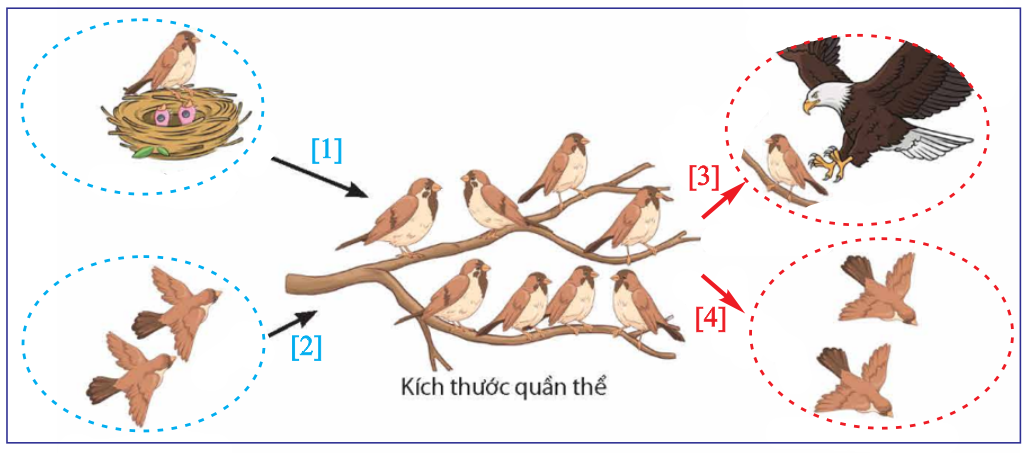 [1]
[3]
[2]
[4]
Kích thước quần thể